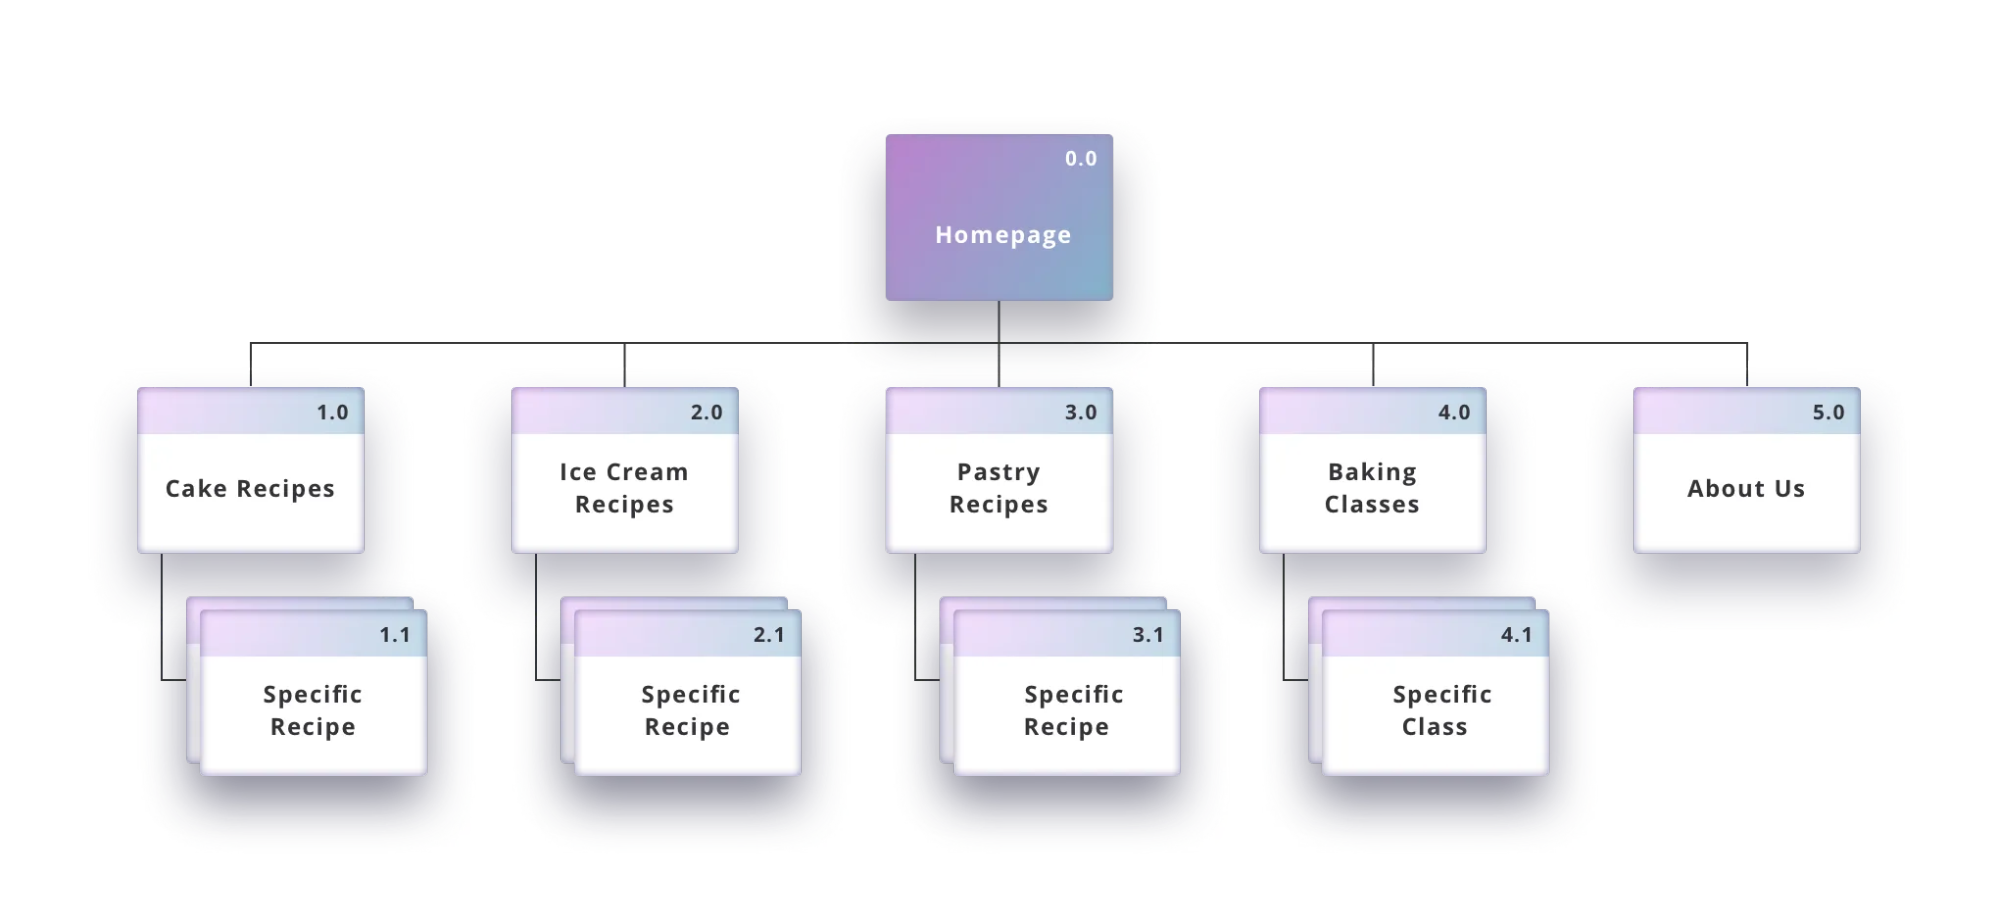 0.0
Homepage
1.0
Cake Recipes
2.0
Ice Cream
Recipes
3.0
Pastry
Recipes
4.0
Baking
Classes
5.0
About Us
1.1
Specific
Recipe
2.1
Specific
Recipe
3.1
Specific
Recipe
4.1
Specific
Class